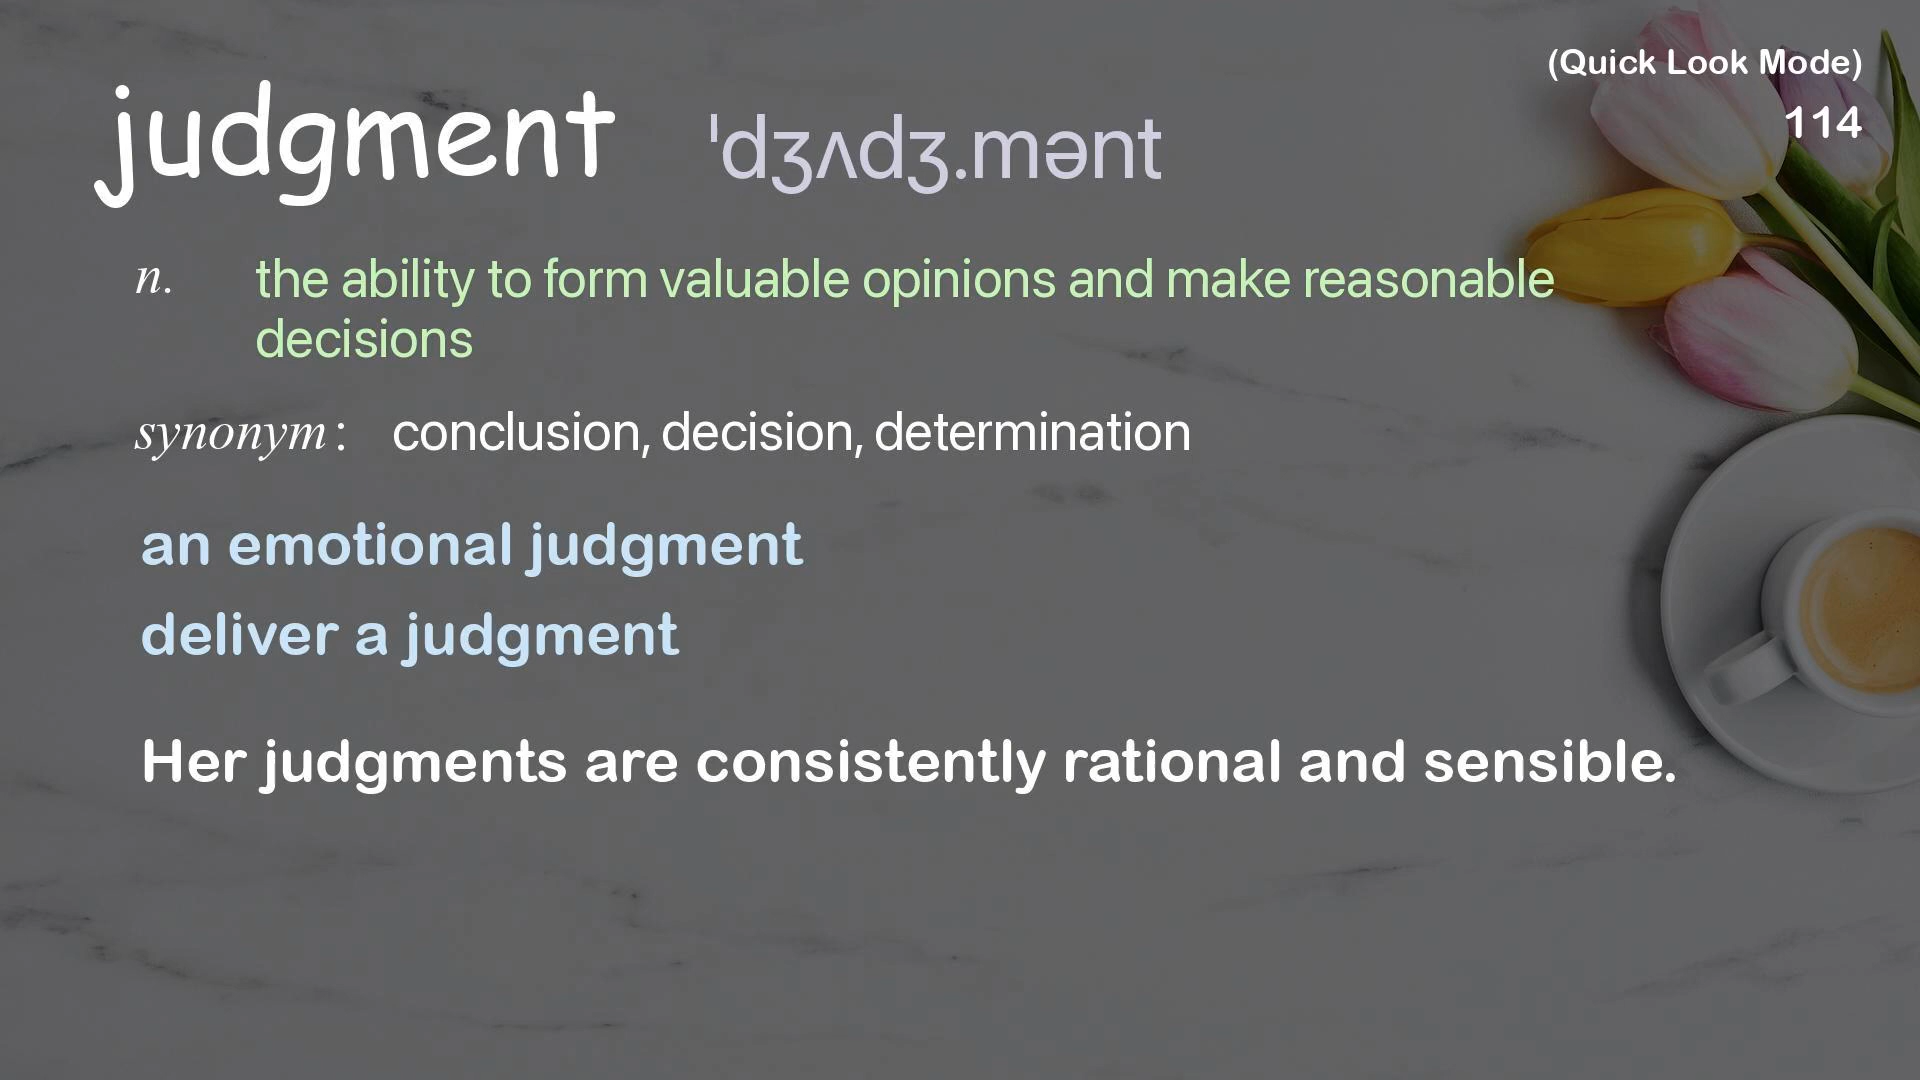 (Quick Look Mode)
judgment ˈdʒʌdʒ.mənt
114
n. the ability to form valuable opinions and make reasonable
decisions
synonym: conclusion, decision, determination
an emotional judgment
deliver a judgment
Her judgments are consistently rational and sensible.